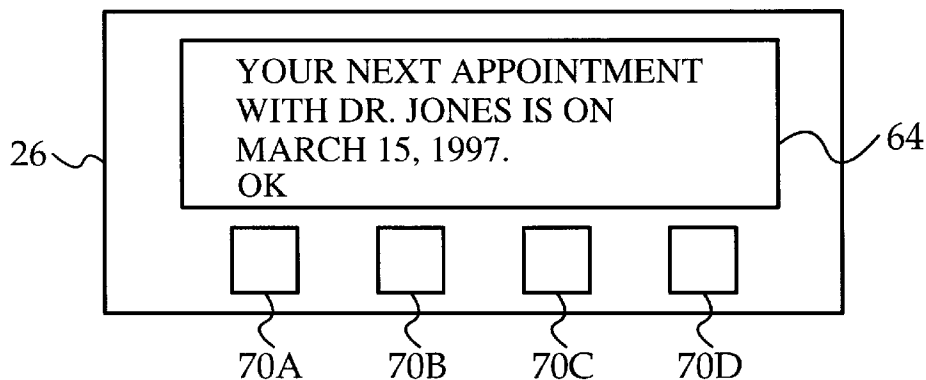 YOUR NEXT APPOINTMENT
WITH DR. JONES IS ON
MARCH 15, 1997.
OK
26
64
70A 70B 70C 70D